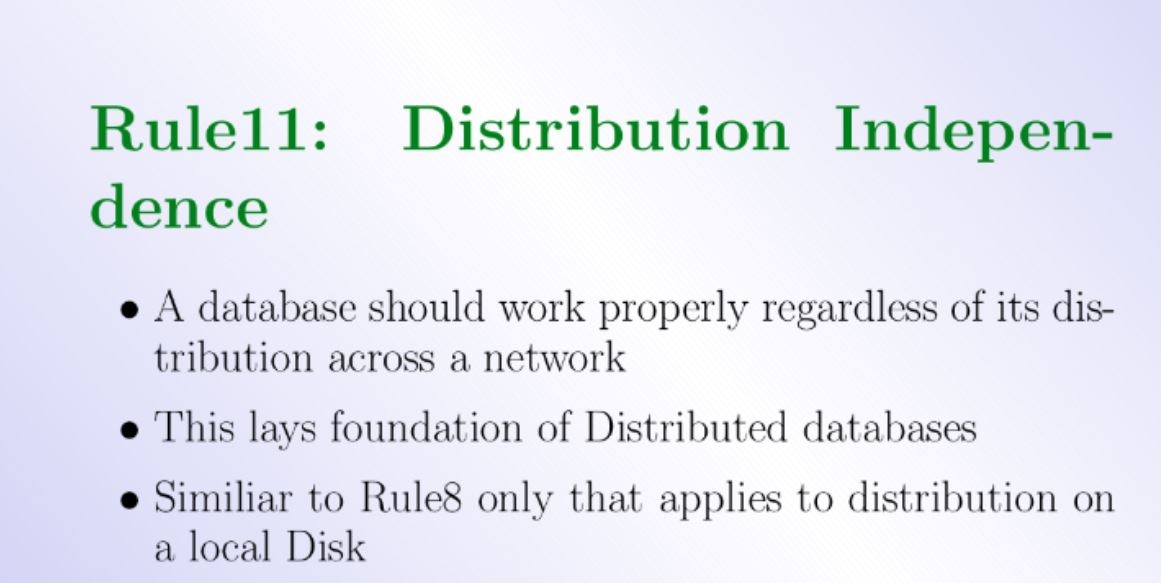 Rule11: Distribution Indepen-
dence
• A database should work properly regardless of its dis-
tribution across a network
• This lays foundation of Distributed databases
• Similiar to Rule8 only that applies to distribution on
a local Disk